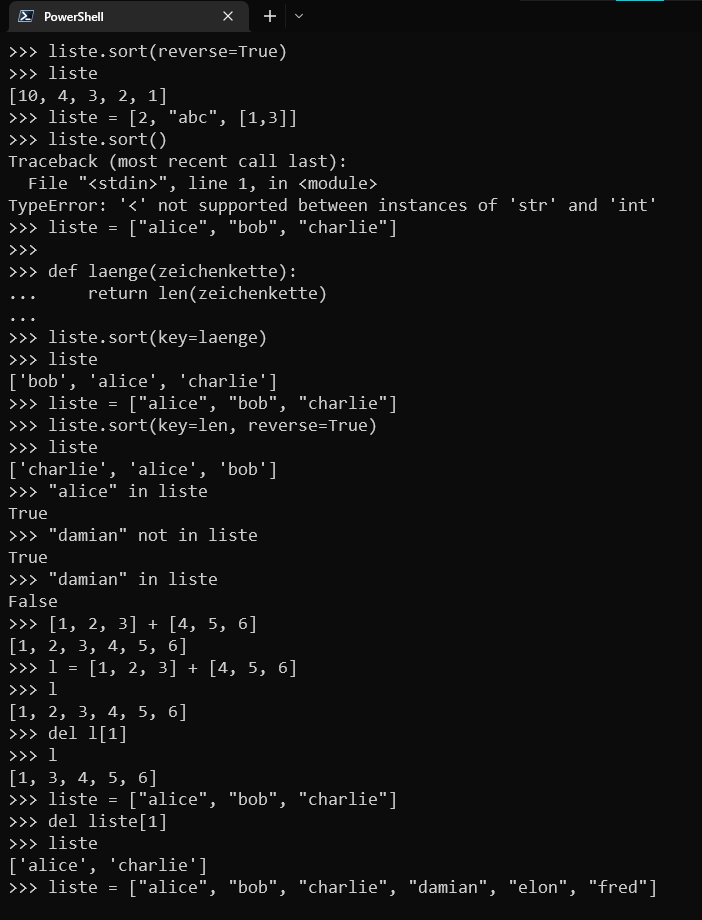 PowerShell
>>> liste.sort(reverse=True)
>>> liste
[10, 4, 3, 2, 1]
>>> liste = [2, "abc", [1,3]]
>>> liste.sort()
Traceback (most recent call last):
  File "<stdin>", line 1, in <module>
TypeError: '<' not supported between instances of 'str' and 'int'
>>> liste = ["alice", "bob", "charlie"]
>>>
>>> def laenge(zeichenkette):
...     return len(zeichenkette)
...
>>> liste.sort(key=laenge)
>>> liste
['bob', 'alice', 'charlie']
>>> liste = ["alice", "bob", "charlie"]
>>> liste.sort(key=len, reverse=True)
>>> liste
['charlie', 'alice', 'bob']
>>> "alice" in liste
True
>>> "damian" not in liste
True
>>> "damian" in liste
False
>>> [1, 2, 3] + [4, 5, 6]
[1, 2, 3, 4, 5, 6]
>>> l = [1, 2, 3] + [4, 5, 6]
>>> l
[1, 2, 3, 4, 5, 6]
>>> del l[1]
>>> l
[1, 3, 4, 5, 6]
>>> liste = ["alice", "bob", "charlie"]
>>> del liste[1]
>>> liste
['alice', 'charlie']
>>> liste = ["alice", "bob", "charlie", "damian", "elon", "fred"]